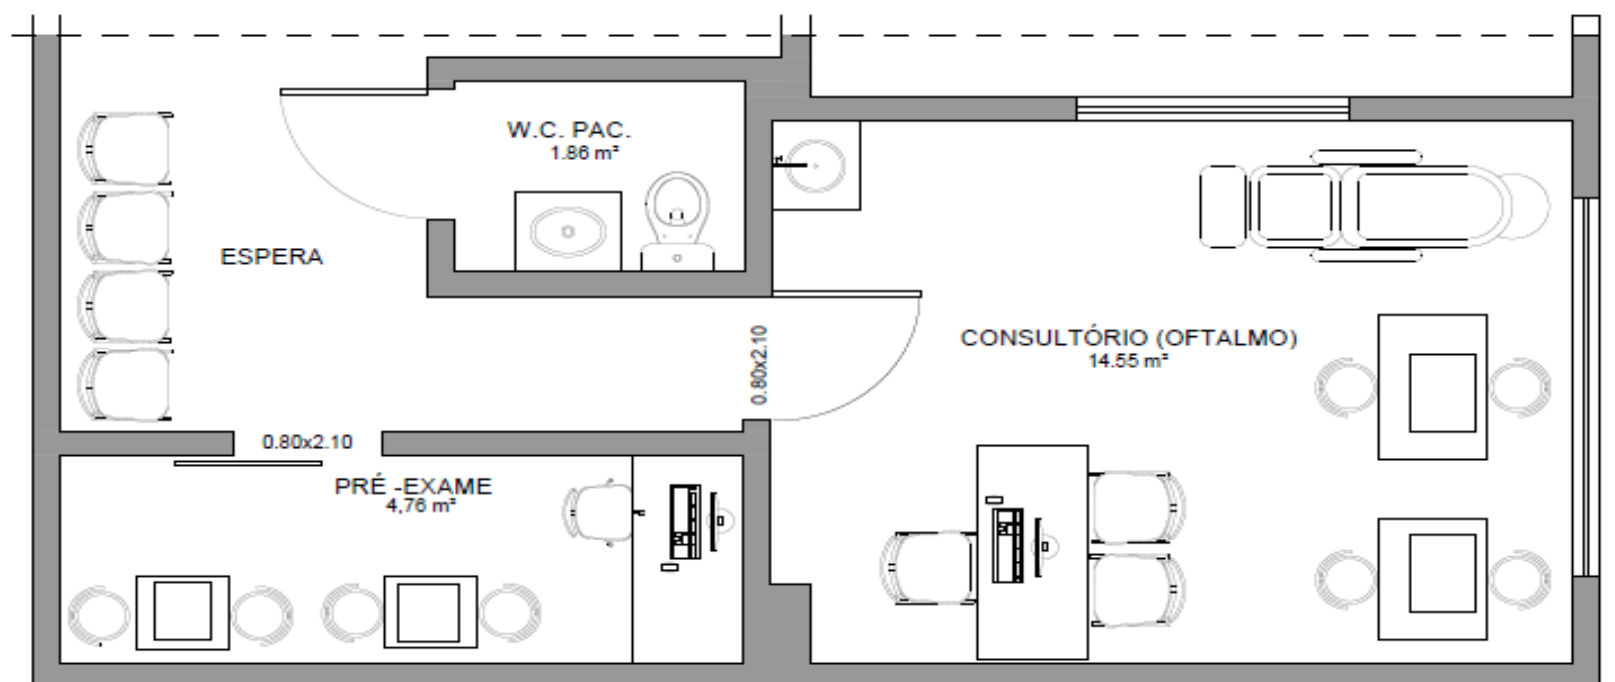 W.C. PAC.
1.86 m²
ESPERA
CONSULTÓRIO (OFTALMO)
14.55 m²
0.80x2.10
0.80x2.10
PRÉ -EXAME
4,76 m²